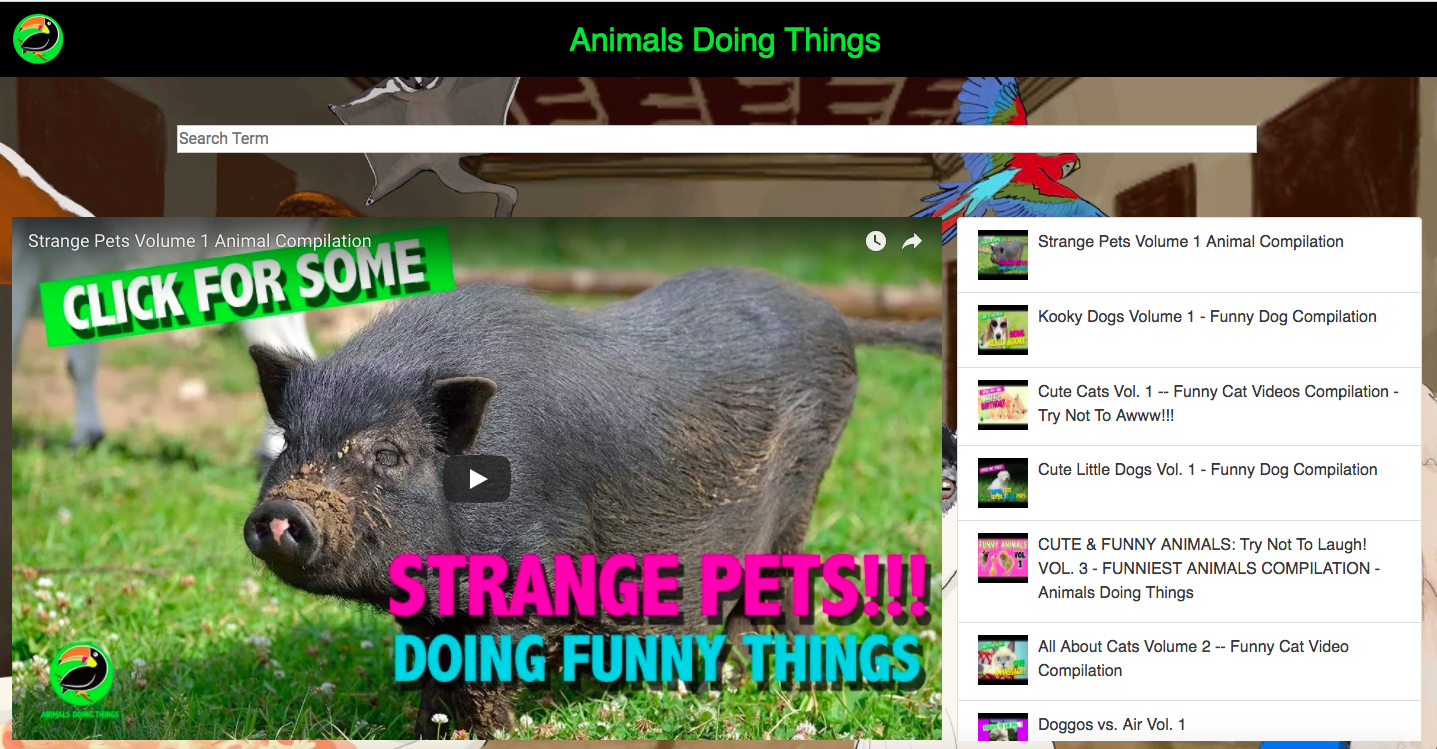 Animals Doing Things
Search Term
Strange Pets Volume 1 Animal Compilation
CLICK FOR SOME
STRANGE PETS!!!
DOING FUNNY THINGS
ANIMALS DOING THINGS
Strange Pets Volume 1 Animal Compilation
Kooky Dogs Volume 1 - Funny Dog Compilation
Cute Cats Vol. 1 -- Funny Cat Videos Compilation -
Try Not To Awww!!!
Cute Little Dogs Vol. 1 - Funny Dog Compilation
FUNNY ANIMALS
VOL
3
CUTE & FUNNY ANIMALS: Try Not To Laugh!
VOL. 3 - FUNNIEST ANIMALS COMPILATION -
Animals Doing Things
All About Cats Volume 2 -- Funny Cat Video
Compilation
Doggos vs. Air Vol. 1